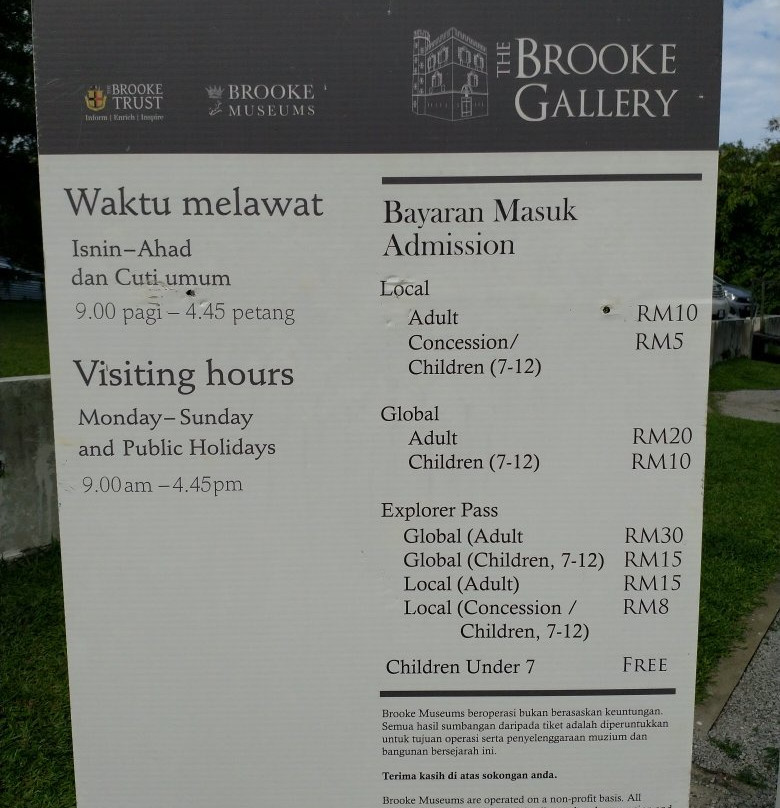 THE BROOKE TRUST
Inform | Enrich | Inspire
BROOKE MUSEUMS
THE BROOKE GALLERY
Waktu melawat
Isnin–Ahad
dan Cuti umum
9.00 pagi – 4.45 petang
Visiting hours
Monday–Sunday
and Public Holidays
9.00am – 4.45pm
Bayaran Masuk
Admission
Local
Adult RM10
Concession/ RM5
Children (7-12)
Global
Adult RM20
Children (7-12) RM10
Explorer Pass
Global (Adult RM30
Global (Children, 7-12) RM15
Local (Adult) RM15
Local (Concession / RM8
Children, 7-12)
Children Under 7 FREE
Brooke Museums beroperasi bukan berasaskan keuntungan.
Semua hasil sumbangan daripada tiket adalah diperuntukkan
untuk tujuan operasi serta penyelenggaraan muzium dan
bangunan bersejarah ini.
Terima kasih di atas sokongan anda.
Brooke Museums are operated on a non-profit basis. All